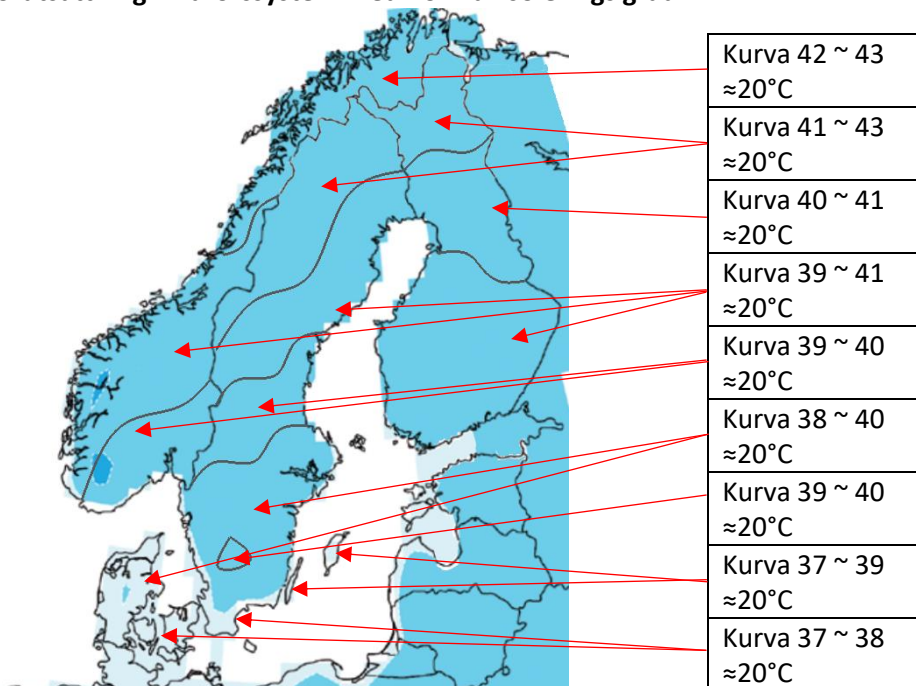 Kurva 42 ~ 43
≈20°C
Kurva 41 ~ 43
≈20°C
Kurva 40 ~ 41
≈20°C
Kurva 39 ~ 41
≈20°C
Kurva 39 ~ 40
≈20°C
Kurva 38 ~ 40
≈20°C
Kurva 39 ~ 40
≈20°C
Kurva 37 ~ 39
≈20°C
Kurva 37 ~ 38
≈20°C